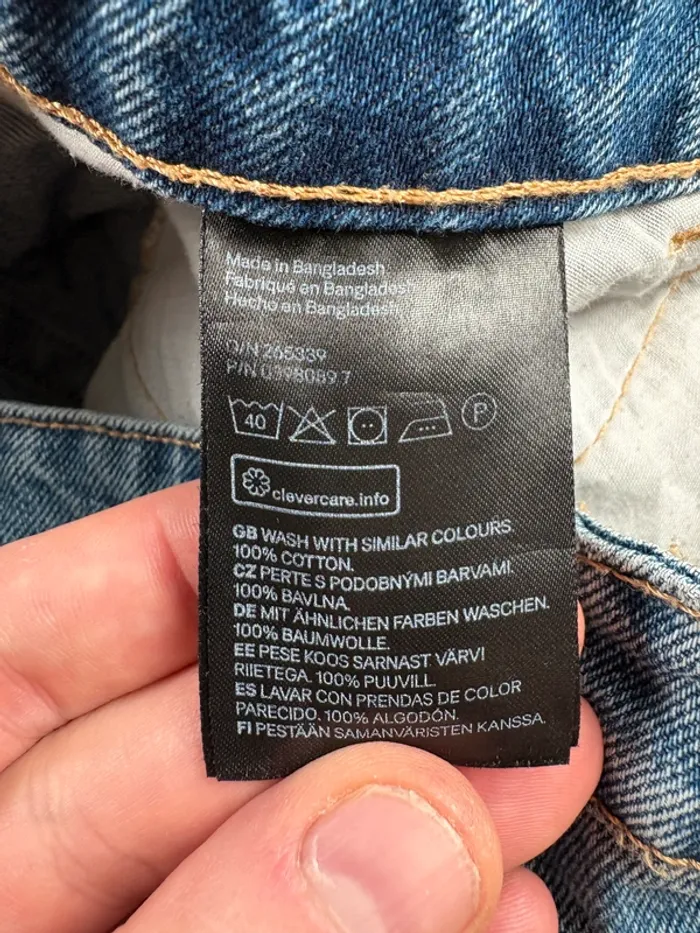 Made in Bangladesh
Fabriqué en Bangladesh
Hecho en Bangladesh
265339
P/N
40
P
clevercare.info
GB WASH WITH SIMILAR COLOURS
100% COTTON.
CZ PERTE S PODOBNÝMI BARVAMI.
100% BAVLNA.
DE MIT ÄHNLICHEN FARBEN WASCHEN.
100% BAUMWOLLE.
EE PESE KOOS SARNAST VÄRVI
RIIETEGA. 100% PUUVILL.
ES LAVAR CON PRENDAS DE COLOR
PARECIDO. 100% ALGODÓN.
FI PESTÄÄN SAMANVÄRISTEN KANSSA.